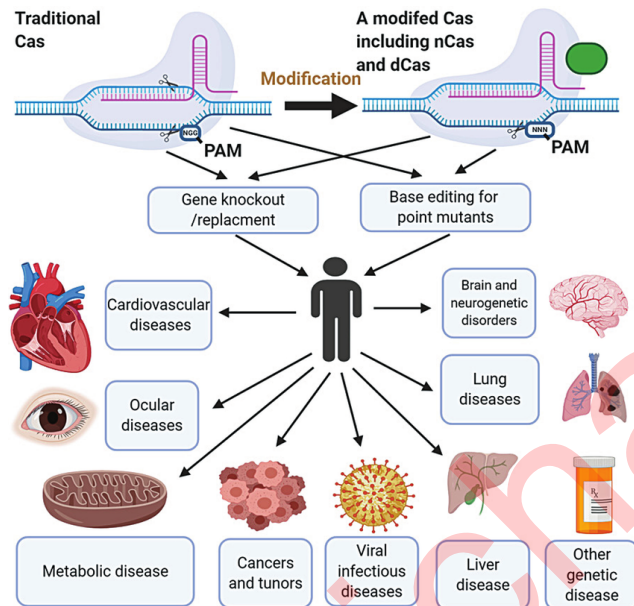 Traditional
Cas
A modifed Cas
including nCas
and dCas
Modification
NGG
PAM
NNN
PAM
Gene knockout
/replacment
Base editing for
point mutants
Cardiovascular
diseases
Brain and
neurogenetic
disorders
Ocular
diseases
Lung
diseases
Rx
Metabolic disease
Cancers
and tunors
Viral
infectious
diseases
Liver
disease
Other
genetic
disease